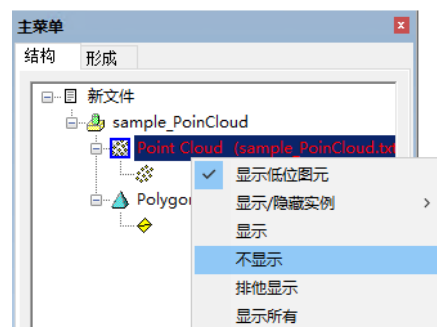 主菜单
结构 形成
新文件
sample_PoinCloud
Point Cloud (sample_PoinCloud.txt
显示低位图元
Polygon
显示/隐藏实例
显示
不显示
排他显示
显示所有